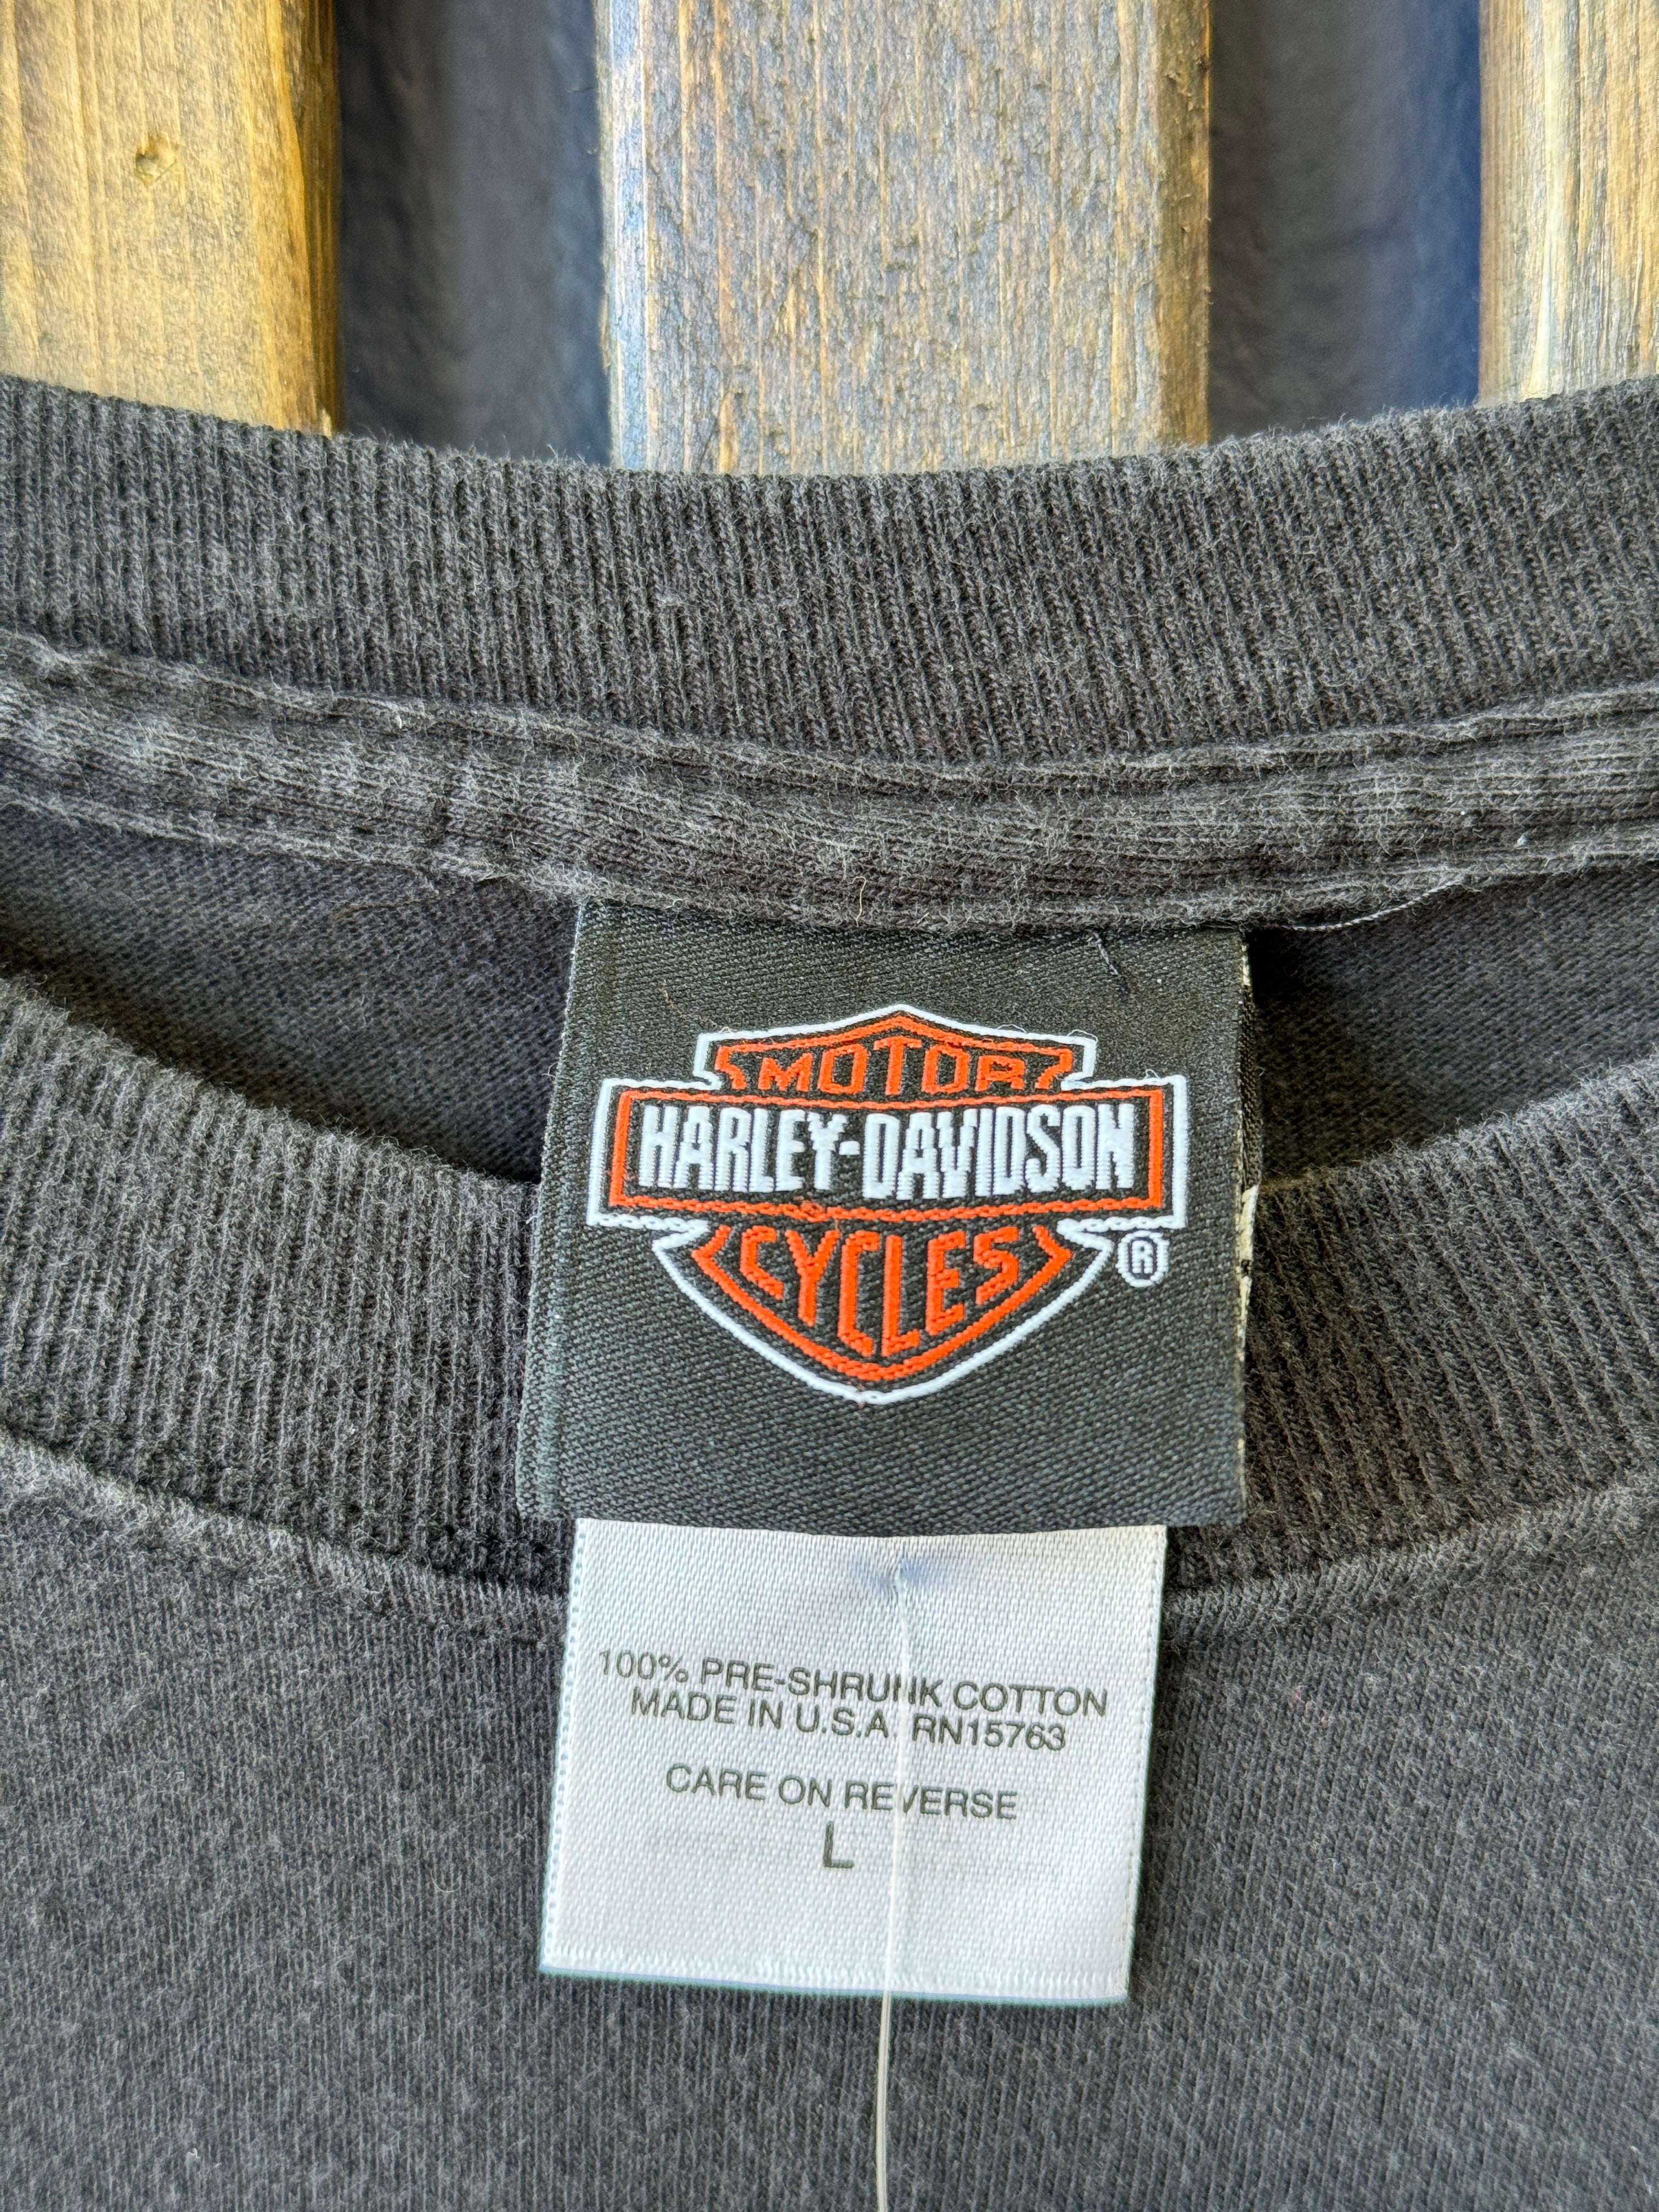 MOTOR
HARLEY-DAVIDSON
CYCLES
®
100% PRE-SHRUNK COTTON
MADE IN U.S.A. RN15763
CARE ON REVERSE
L